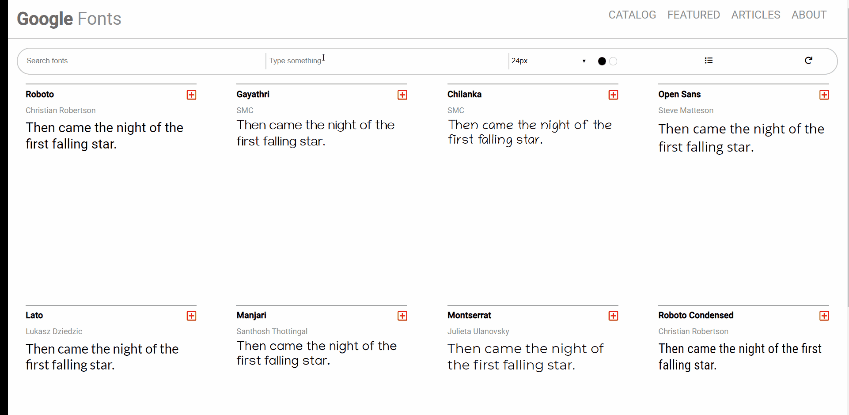 Google Fonts
CATALOG FEATURED ARTICLES ABOUT
Search fonts
Type something
24px
Roboto
Christian Robertson
Then came the night of the
first falling star.
Gayathri
SMC
Then came the night of the
first falling star.
Chilanka
SMC
Then came the night of the
first falling star.
Open Sans
Steve Matteson
Then came the night of the
first falling star.
Lato
Lukasz Dziedzic
Then came the night of the
first falling star.
Manjari
Santhosh Thottingal
Then came the night of the
first falling star.
Montserrat
Julieta Ulanovsky
Then came the night of
the first falling star.
Roboto Condensed
Christian Robertson
Then came the night of the first
falling star.